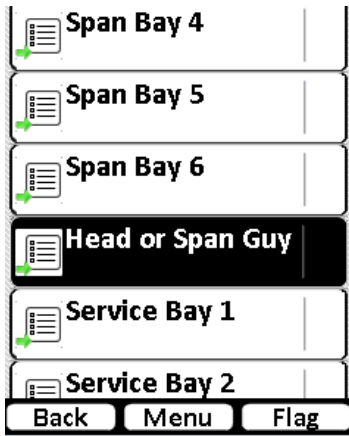 Span Bay 4
Span Bay 5
Span Bay 6
Head or Span Guy
Service Bay 1
Service Bay 2
Back Menu Flag